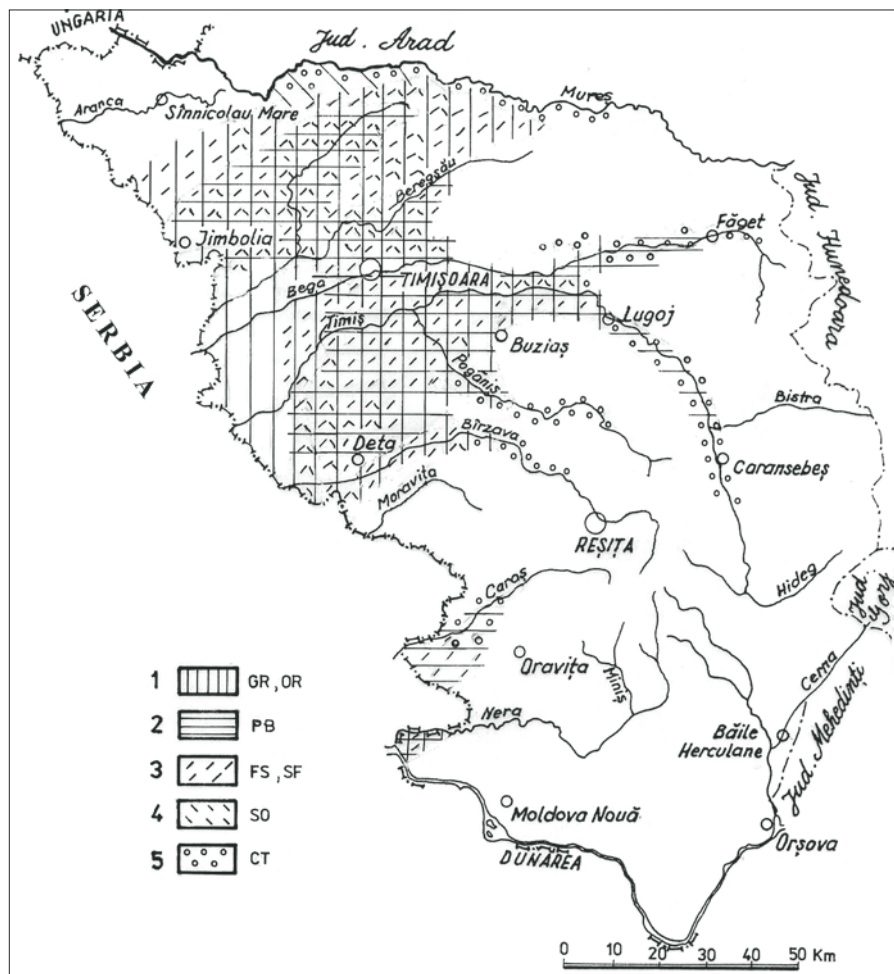 UNGARIA
Jud. Arad
Aranca
Sînnicolau Mare
Mureș
Beregsău
Jud. Hunedoara
Făget
Jimbolia
TIMIȘOARA
Bega
SERBIA
Timiș
Lugoj
Buziaș
Pogăniș
Bistra
Bîrzava
Deta
Caransebeș
Moravița
REȘIȚA
Hideg
Caraș
Jud Gorj
Oravița
Miniș
Cerna
Nera
Băile
Herculane
Jud. Mehedinți
Moldova Nouă
Orșova
DUNĂREA
1 GR, OR
2 PB
3 FS, SF
4 SO
5 CT
0 10 20 30 40 50 Km